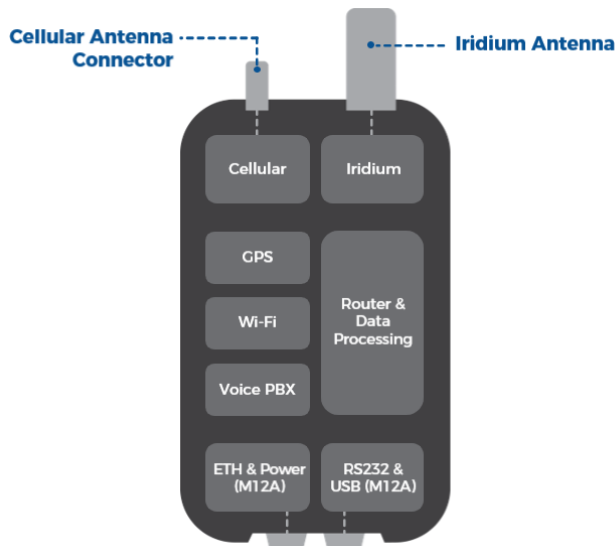 Cellular Antenna
Connector
Iridium Antenna
Cellular
Iridium
GPS
Wi-Fi
Voice PBX
Router &
Data
Processing
ETH & Power
(M12A)
RS232 &
USB (M12A)